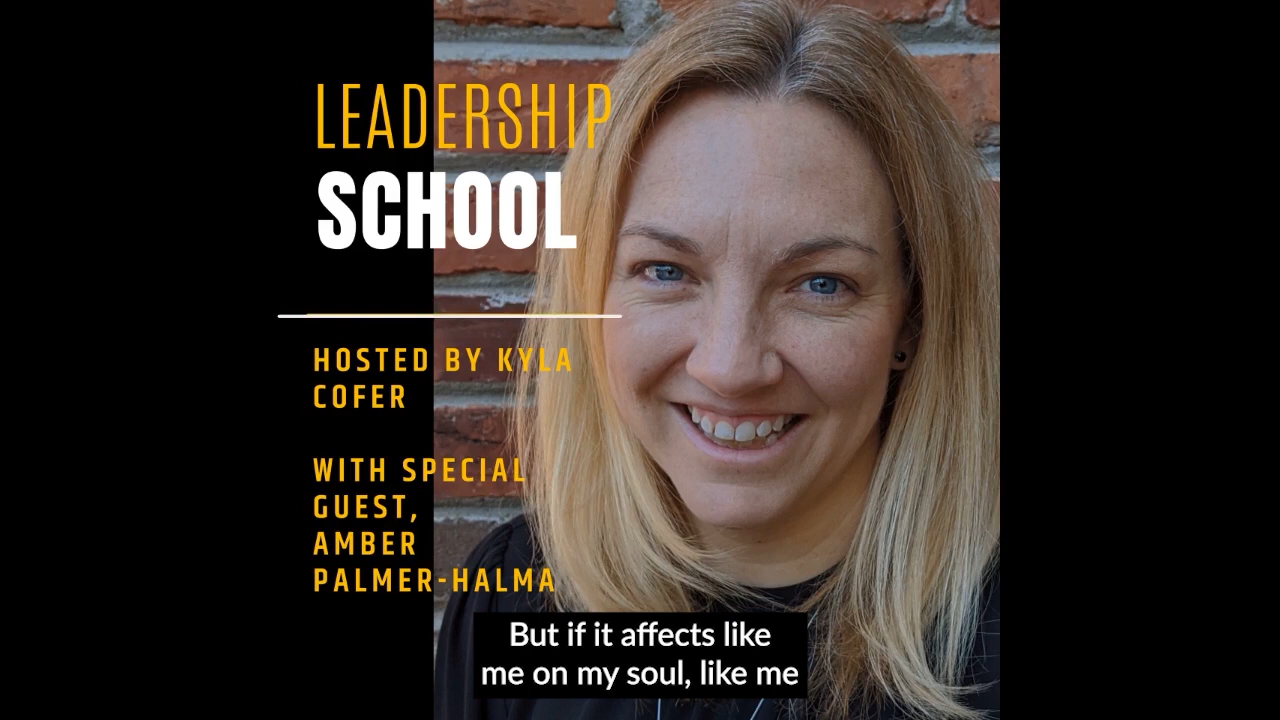 LEADERSHIP
SCHOOL
HOSTED BY KYLA
COFER
WITH SPECIAL
GUEST,
AMBER
PALMER-HALMA
But if it affects like
me on my soul, like me